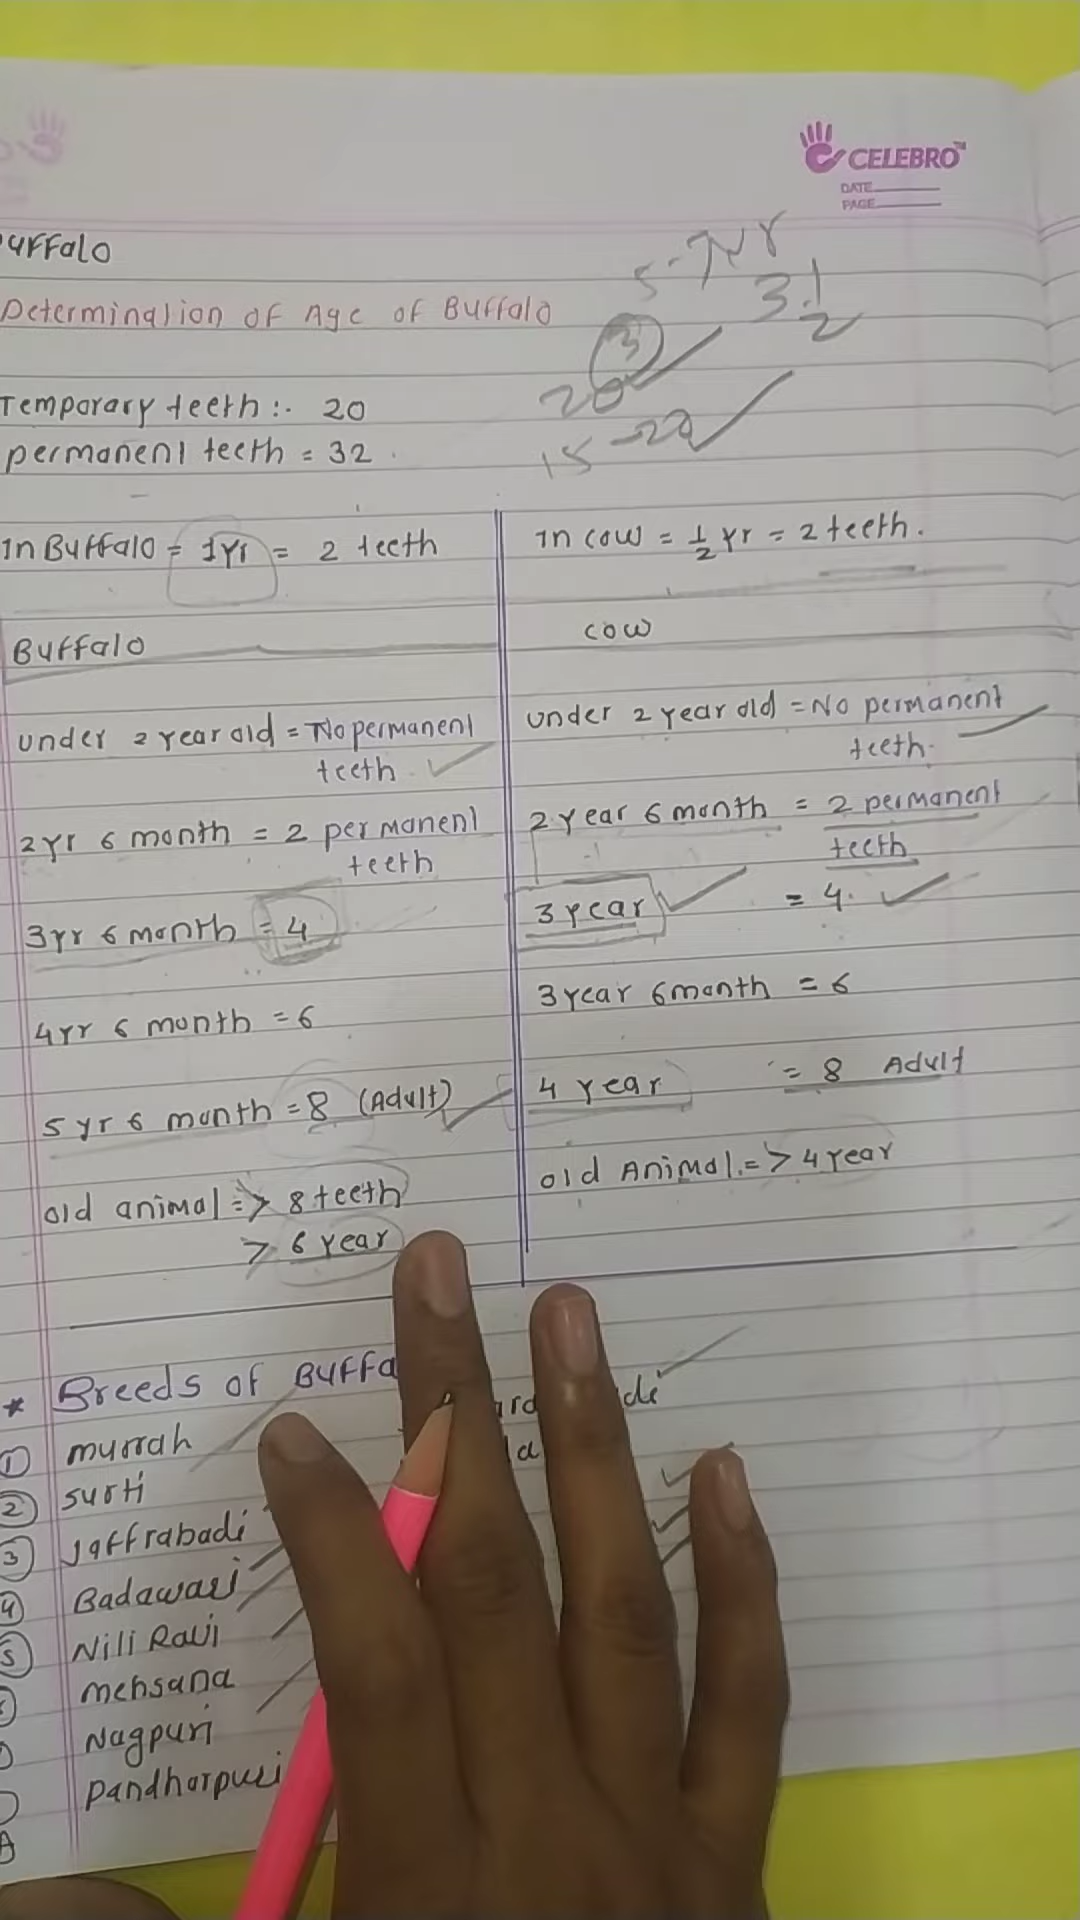 CELEBRO
DATE
PAGE
uffalo
5-7yr
3 1/2
Determination of Age of Buffalo
3
20
Temporary teeth :- 20
15-20
permanent teeth = 32.
In Buffalo = 1yr = 2 teeth
In cow = 1/2 yr = 2 teeth.
Buffalo
cow
under 2 year old = No permanent
teeth.
under 2 year old = No permanent
teeth.
2yr 6 month = 2 permanent
teeth
2 year 6 month = 2 permanent
teeth
3yr 6 month = 4
3 year = 4.
4yr 6 month = 6
3 year 6 month = 6
5 yr 6 month = 8 (Adult)
4 year = 8 Adult
old animal => 8 teeth
> 6 year
old Animal. => 4 year
* Breeds of Buffa
① murrah
② surti
③ Jaffrabadi
④ Badawari
⑤ Nili Ravi
mehsana
Nagpuri
Pandharpuri